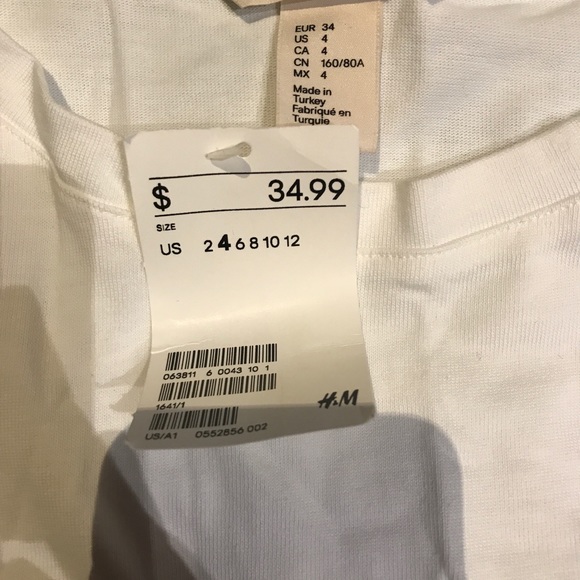 EUR 34
US 4
CA 4
CN 160/80A
MX 4
Made in
Turkey
Fabriqué en
Turquie
$ 34.99
SIZE
US 2 4 6 8 10 12
063811 6 0043 10 1
1641/1
US/A1 0552856 002
H&M